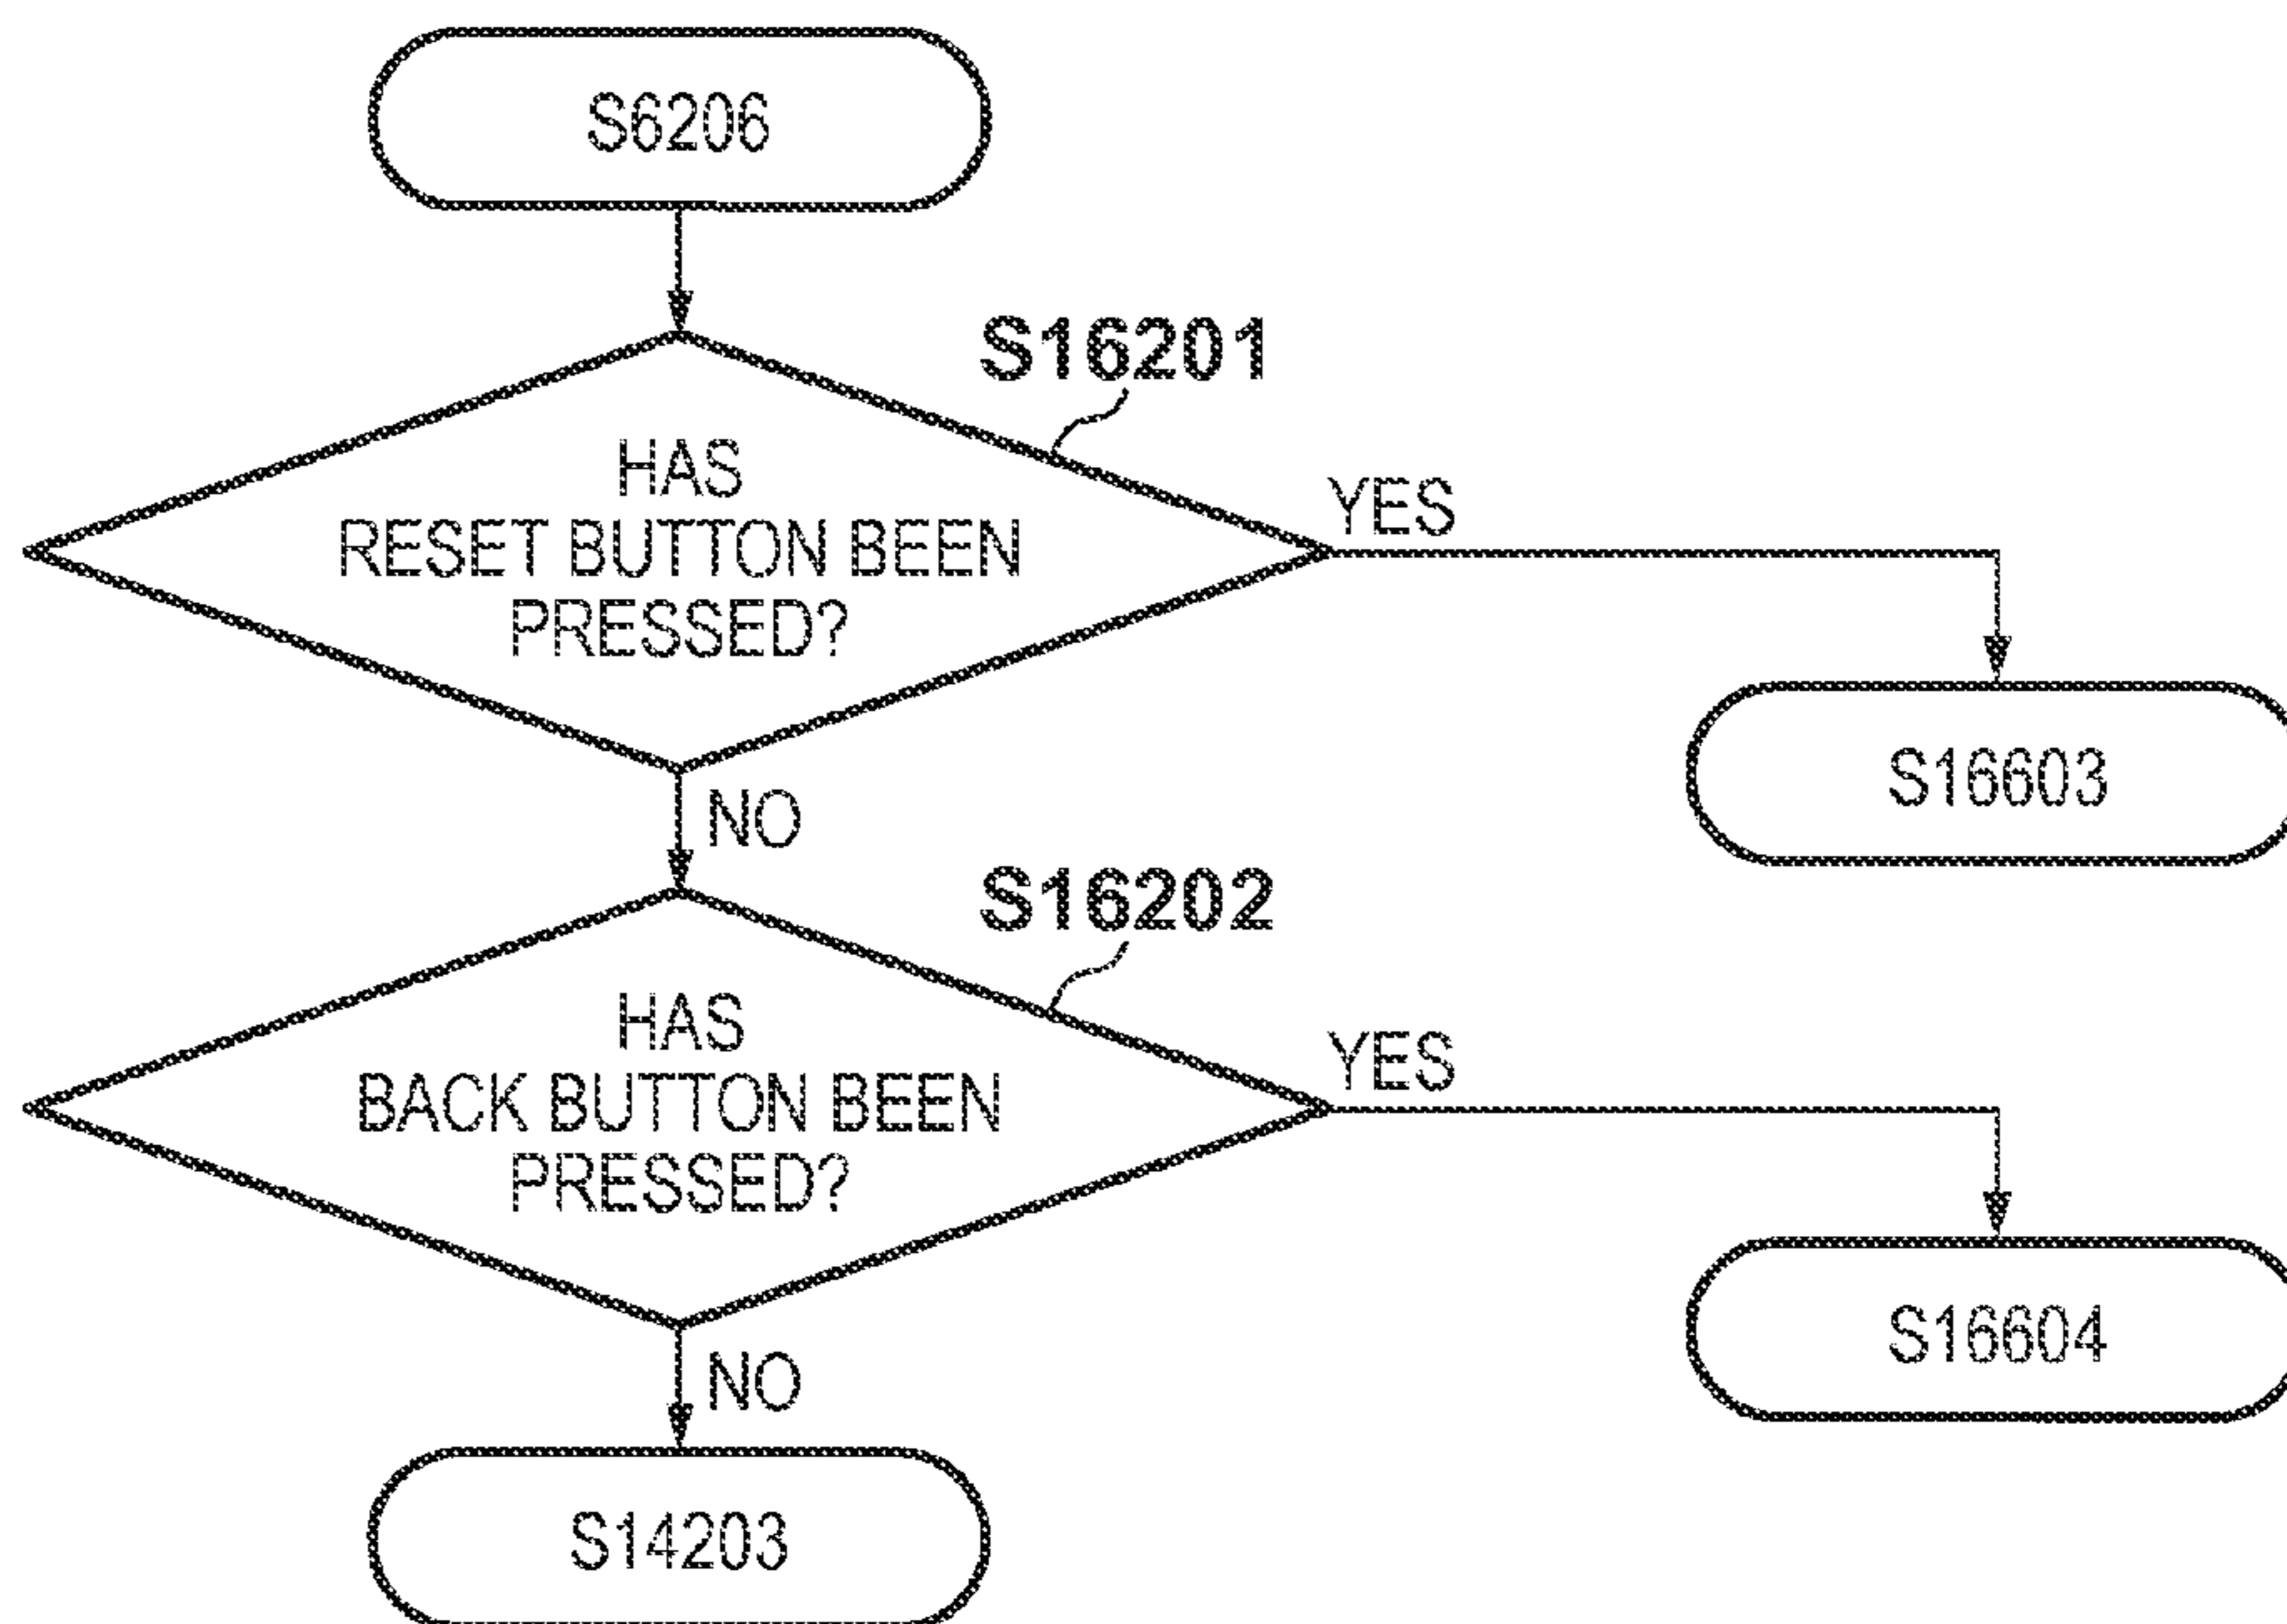 S6206
S16201
HAS
RESET BUTTON BEEN
PRESSED?
YES
S16603
NO
S16202
HAS
BACK BUTTON BEEN
PRESSED?
YES
S16604
NO
S14203